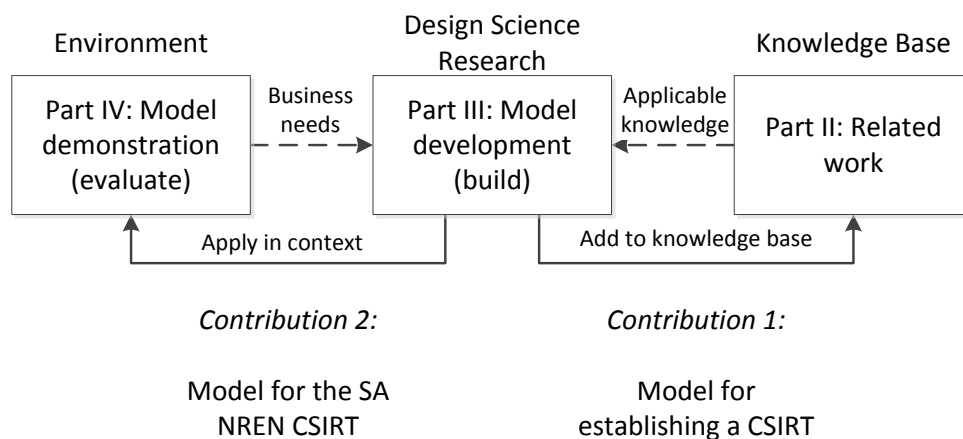 Environment
Design Science
Research
Knowledge Base
Part IV: Model
demonstration
(evaluate)
Business
needs
Part III: Model
development
(build)
Applicable
knowledge
Part II: Related
work
Apply in context
Add to knowledge base
Contribution 2:
Contribution 1:
Model for the SA
NREN CSIRT
Model for
establishing a CSIRT